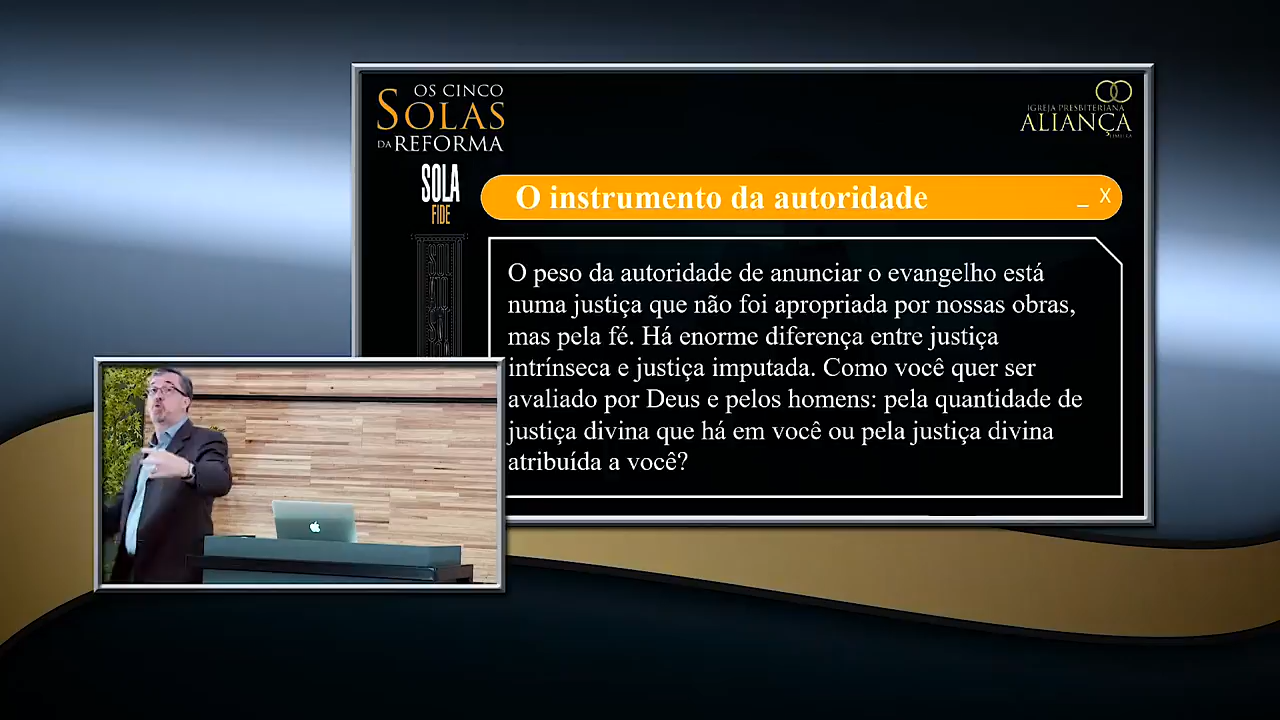 OS CINCO
SOLAS
DA REFORMA
IGREJA PRESBITERIANA
ALIANÇA
SOLA
FIDE
O instrumento da autoridade
_ X
O peso da autoridade de anunciar o evangelho está
numa justiça que não foi apropriada por nossas obras,
mas pela fé. Há enorme diferença entre justiça
intrínseca e justiça imputada. Como você quer ser
avaliado por Deus e pelos homens: pela quantidade de
justiça divina que há em você ou pela justiça divina
atribuída a você?